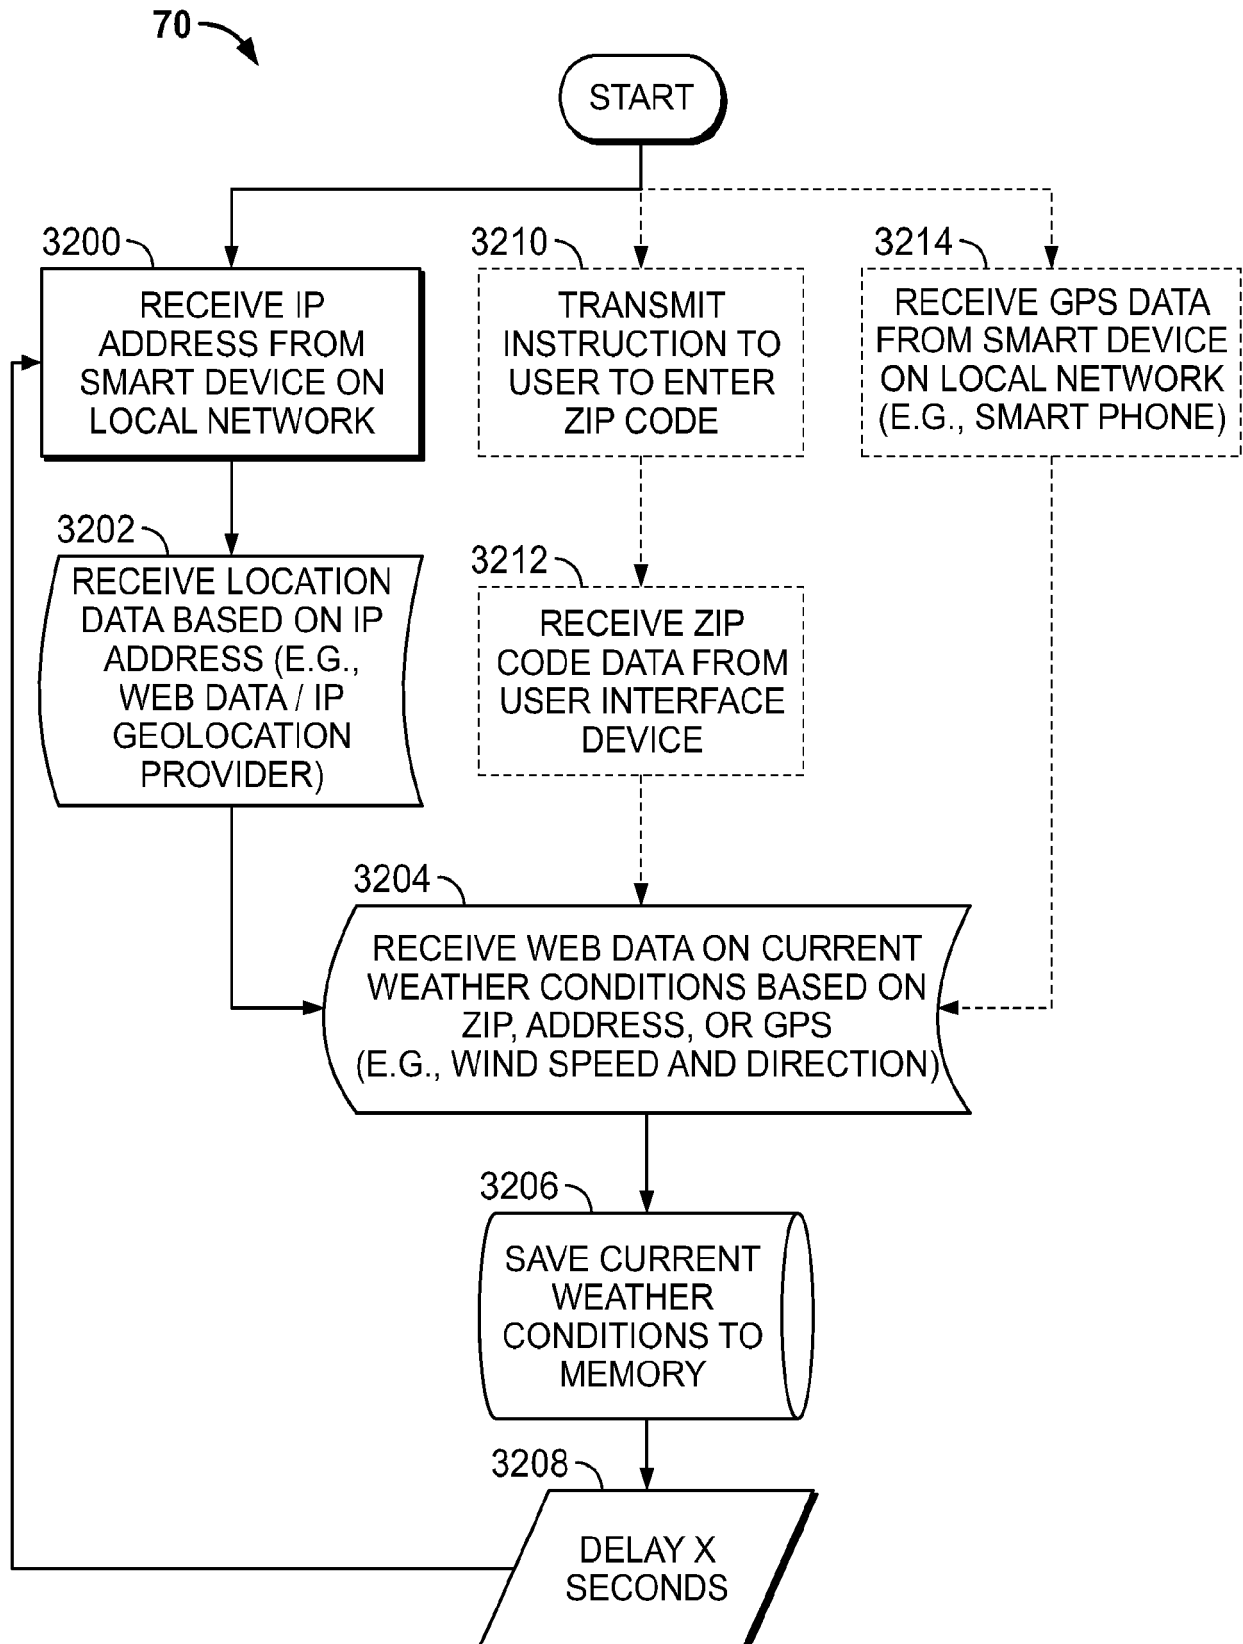 70
START
3200
RECEIVE IP
ADDRESS FROM
SMART DEVICE ON
LOCAL NETWORK
3210
TRANSMIT
INSTRUCTION TO
USER TO ENTER
ZIP CODE
3214
RECEIVE GPS DATA
FROM SMART DEVICE
ON LOCAL NETWORK
(E.G., SMART PHONE)
3202
RECEIVE LOCATION
DATA BASED ON IP
ADDRESS (E.G.,
WEB DATA / IP
GEOLOCATION
PROVIDER)
3212
RECEIVE ZIP
CODE DATA FROM
USER INTERFACE
DEVICE
3204
RECEIVE WEB DATA ON CURRENT
WEATHER CONDITIONS BASED ON
ZIP, ADDRESS, OR GPS
(E.G., WIND SPEED AND DIRECTION)
3206
SAVE CURRENT
WEATHER
CONDITIONS TO
MEMORY
3208
DELAY X
SECONDS